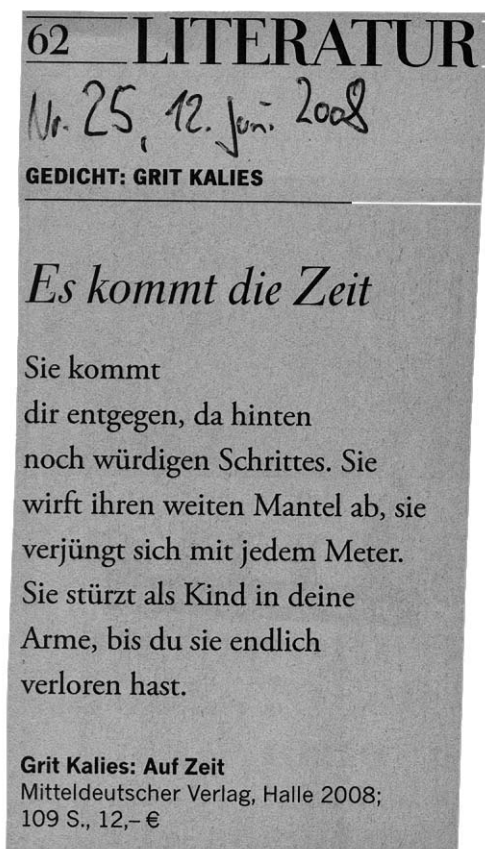 62 LITERATUR
Nr. 25, 12. Juni 2008
GEDICHT: GRIT KALIES
Es kommt die Zeit
Sie kommt
dir entgegen, da hinten
noch würdigen Schrittes. Sie
wirft ihren weiten Mantel ab, sie
verjüngt sich mit jedem Meter.
Sie stürzt als Kind in deine
Arme, bis du sie endlich
verloren hast.
Grit Kalies: Auf Zeit
Mitteldeutscher Verlag, Halle 2008;
109 S., 12,– €